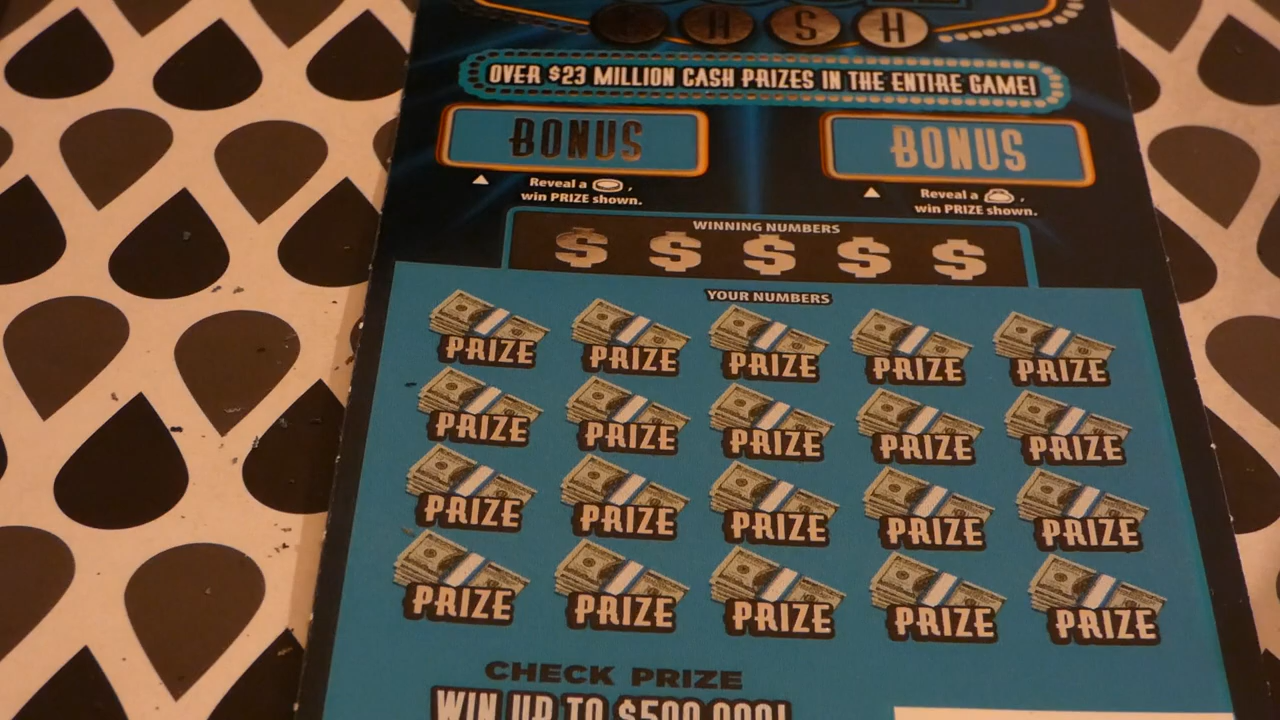 C A S H
OVER $23 MILLION CASH PRIZES IN THE ENTIRE GAME!
BONUS
BONUS
Reveal a ,
win PRIZE shown.
Reveal a ,
win PRIZE shown.
WINNING NUMBERS
$ $ $ $ $
YOUR NUMBERS
PRIZE PRIZE PRIZE PRIZE PRIZE
PRIZE PRIZE PRIZE PRIZE PRIZE
PRIZE PRIZE PRIZE PRIZE PRIZE
PRIZE PRIZE PRIZE PRIZE PRIZE
CHECK PRIZE
WIN UP TO $500,000!